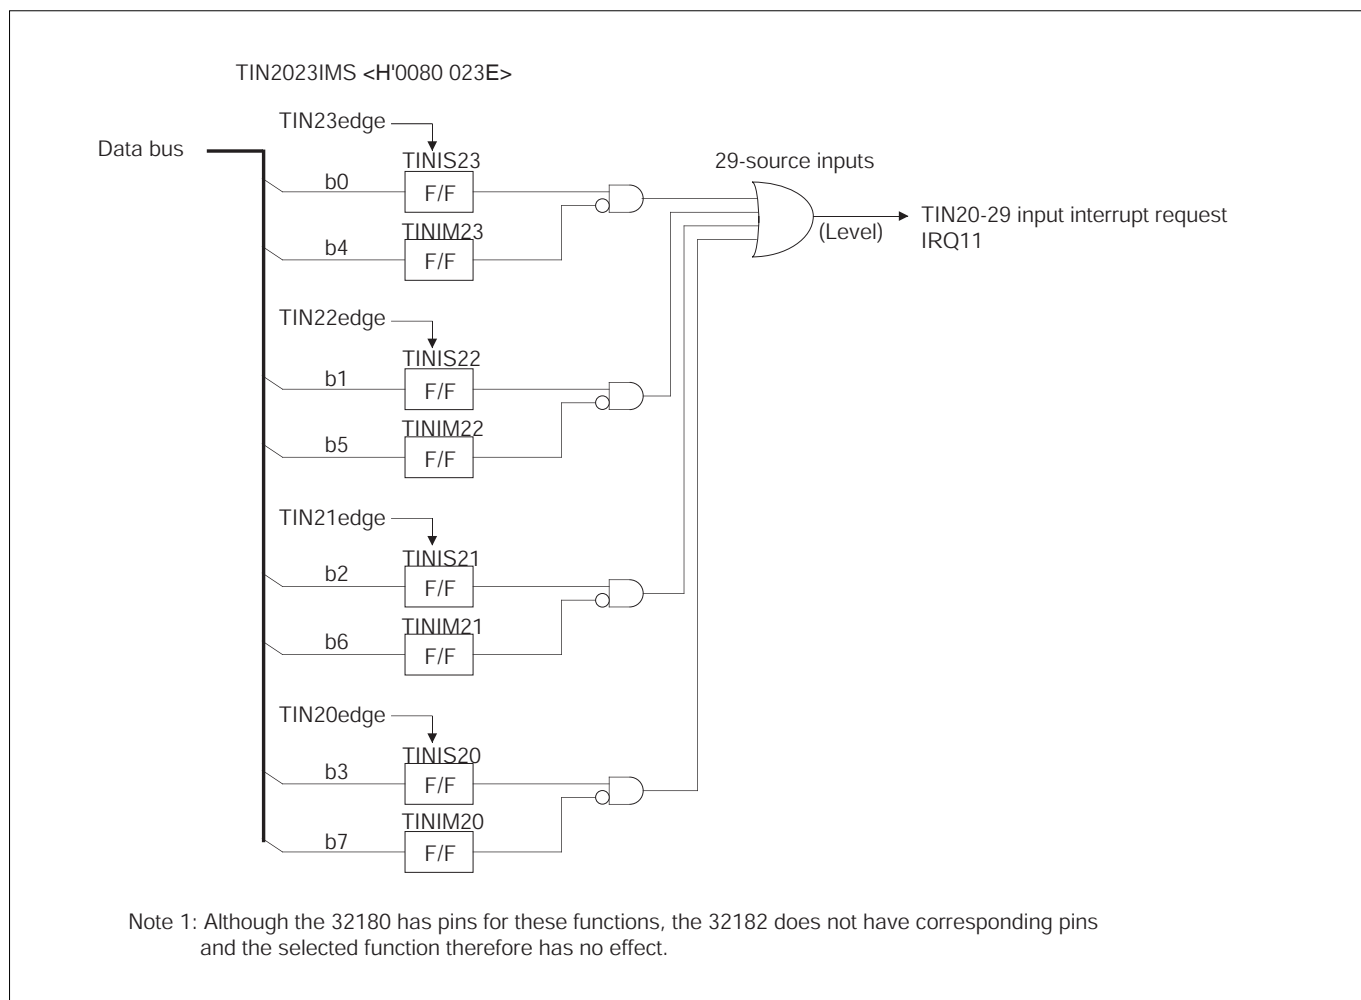 TIN2023IMS <H'0080 023E>
TIN23edge
Data bus
TINIS23
29-source inputs
b0
F/F
TIN20-29 input interrupt request
(Level)
IRQ11
TINIM23
b4
F/F
TIN22edge
TINIS22
b1
F/F
TINIM22
b5
F/F
TIN21edge
TINIS21
b2
F/F
TINIM21
b6
F/F
TIN20edge
TINIS20
b3
F/F
TINIM20
b7
F/F
Note 1: Although the 32180 has pins for these functions, the 32182 does not have corresponding pins
and the selected function therefore has no effect.